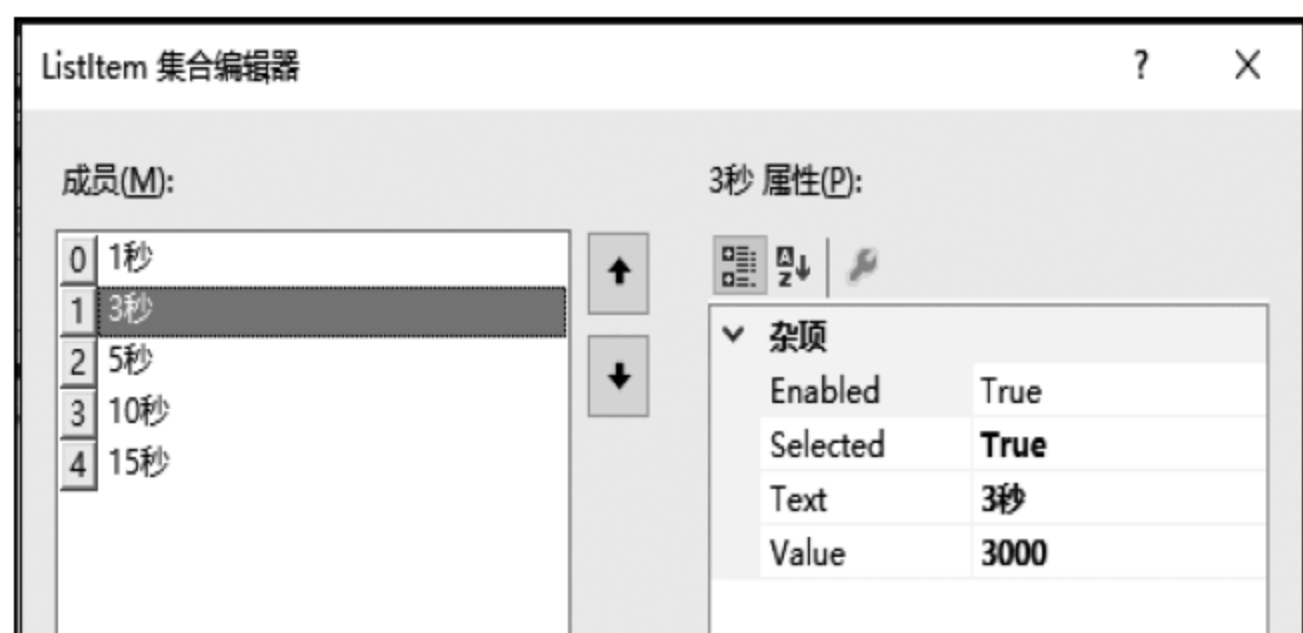 ListItem 集合编辑器 ? ×
成员(M):
0 1秒
1 3秒
2 5秒
3 10秒
4 15秒
3秒 属性(P):
杂项
Enabled True
Selected True
Text 3秒
Value 3000